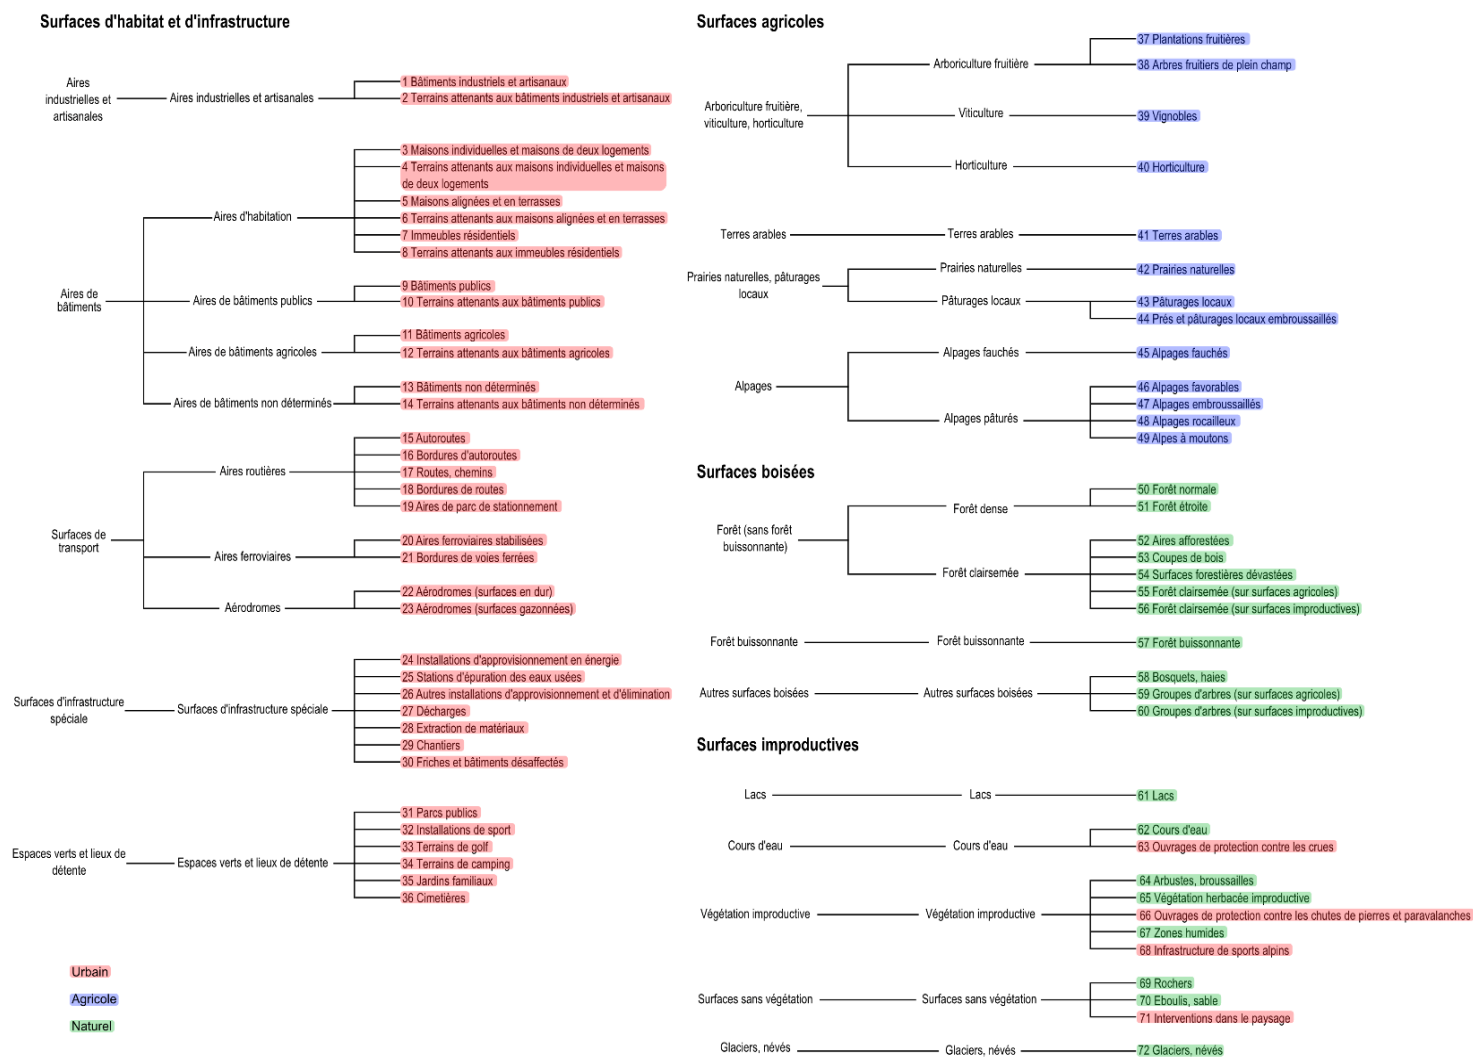 Surfaces d'habitat et d'infrastructure
Aires
industrielles et
artisanales
Aires industrielles et artisanales
1 Bâtiments industriels et artisanaux
2 Terrains attenants aux bâtiments industriels et artisanaux
Aires de
bâtiments
Aires d'habitation
3 Maisons individuelles et maisons de deux logements
4 Terrains attenants aux maisons individuelles et maisons
de deux logements
5 Maisons alignées et en terrasses
6 Terrains attenants aux maisons alignées et en terrasses
7 Immeubles résidentiels
8 Terrains attenants aux immeubles résidentiels
Aires de bâtiments publics
9 Bâtiments publics
10 Terrains attenants aux bâtiments publics
Aires de bâtiments agricoles
11 Bâtiments agricoles
12 Terrains attenants aux bâtiments agricoles
Aires de bâtiments non déterminés
13 Bâtiments non déterminés
14 Terrains attenants aux bâtiments non déterminés
Surfaces de
transport
Aires routières
15 Autoroutes
16 Bordures d'autoroutes
17 Routes, chemins
18 Bordures de routes
19 Aires de parc de stationnement
Aires ferroviaires
20 Aires ferroviaires stabilisées
21 Bordures de voies ferrées
Aérodromes
22 Aérodromes (surfaces en dur)
23 Aérodromes (surfaces gazonnées)
Surfaces d'infrastructure
spéciale
Surfaces d'infrastructure spéciale
24 Installations d'approvisionnement en énergie
25 Stations d'épuration des eaux usées
26 Autres installations d'approvisionnement et d'élimination
27 Décharges
28 Extraction de matériaux
29 Chantiers
30 Friches et bâtiments désaffectés
Espaces verts et lieux de
détente
Espaces verts et lieux de détente
31 Parcs publics
32 Installations de sport
33 Terrains de golf
34 Terrains de camping
35 Jardins familiaux
36 Cimetières
Urbain
Agricole
Naturel
Surfaces agricoles
Arboriculture fruitière,
viticulture, horticulture
Arboriculture fruitière
37 Plantations fruitières
38 Arbres fruitiers de plein champ
Viticulture
39 Vignobles
Horticulture
40 Horticulture
Terres arables
Terres arables
41 Terres arables
Prairies naturelles, pâturages
locaux
Prairies naturelles
42 Prairies naturelles
Pâturages locaux
43 Pâturages locaux
44 Prés et pâturages locaux embroussaillés
Alpages
Alpages fauchés
45 Alpages fauchés
Alpages pâturés
46 Alpages favorables
47 Alpages embroussaillés
48 Alpages rocailleux
49 Alpes à moutons
Surfaces boisées
Forêt (sans forêt
buissonnante)
Forêt dense
50 Forêt normale
51 Forêt étroite
Forêt clairsemée
52 Aires afforestées
53 Coupes de bois
54 Surfaces forestières dévastées
55 Forêt clairsemée (sur surfaces agricoles)
56 Forêt clairsemée (sur surfaces improductives)
Forêt buissonnante
Forêt buissonnante
57 Forêt buissonnante
Autres surfaces boisées
Autres surfaces boisées
58 Bosquets, haies
59 Groupes d'arbres (sur surfaces agricoles)
60 Groupes d'arbres (sur surfaces improductives)
Surfaces improductives
Lacs
Lacs
61 Lacs
Cours d'eau
Cours d'eau
62 Cours d'eau
63 Ouvrages de protection contre les crues
Végétation improductive
Végétation improductive
64 Arbustes, broussailles
65 Végétation herbacée improductive
66 Ouvrages de protection contre les chutes de pierres et paravalanches
67 Zones humides
68 Infrastructure de sports alpins
Surfaces sans végétation
Surfaces sans végétation
69 Rochers
70 Eboulis, sable
71 Interventions dans le paysage
Glaciers, névés
Glaciers, névés
72 Glaciers, névés